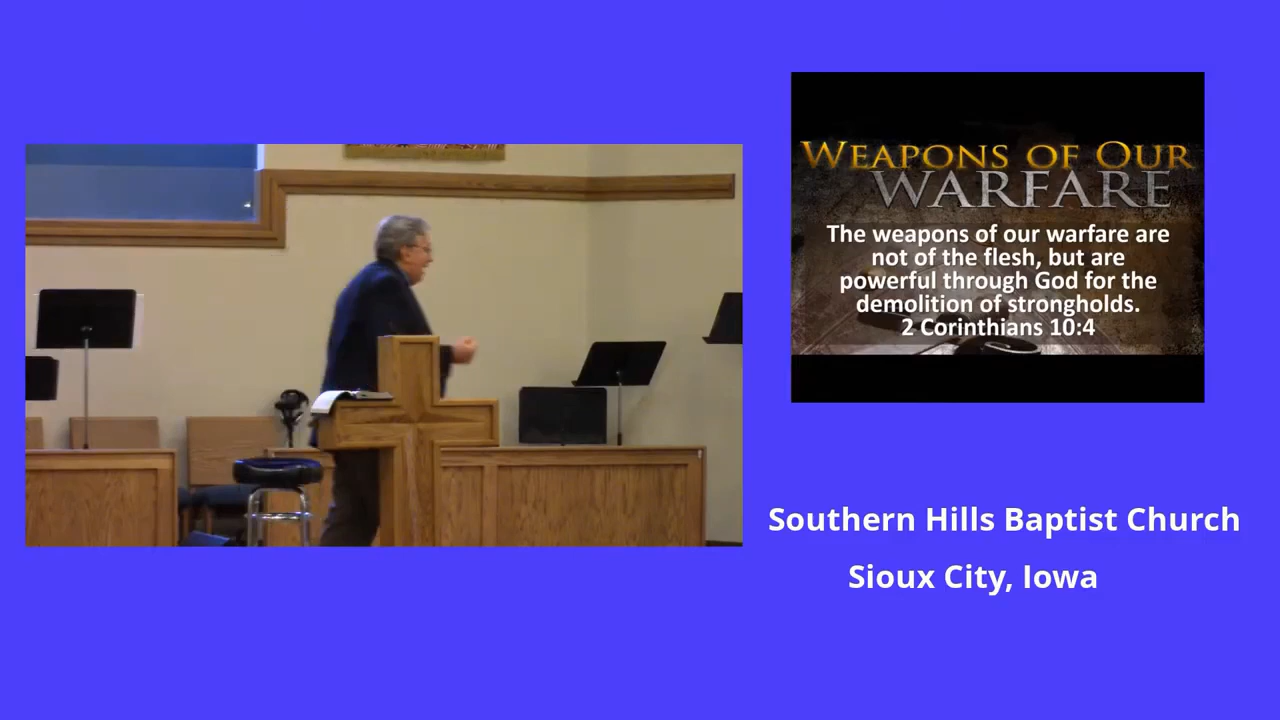 WEAPONS OF OUR
WARFARE
The weapons of our warfare are
not of the flesh, but are
powerful through God for the
demolition of strongholds.
2 Corinthians 10:4
Southern Hills Baptist Church
Sioux City, Iowa